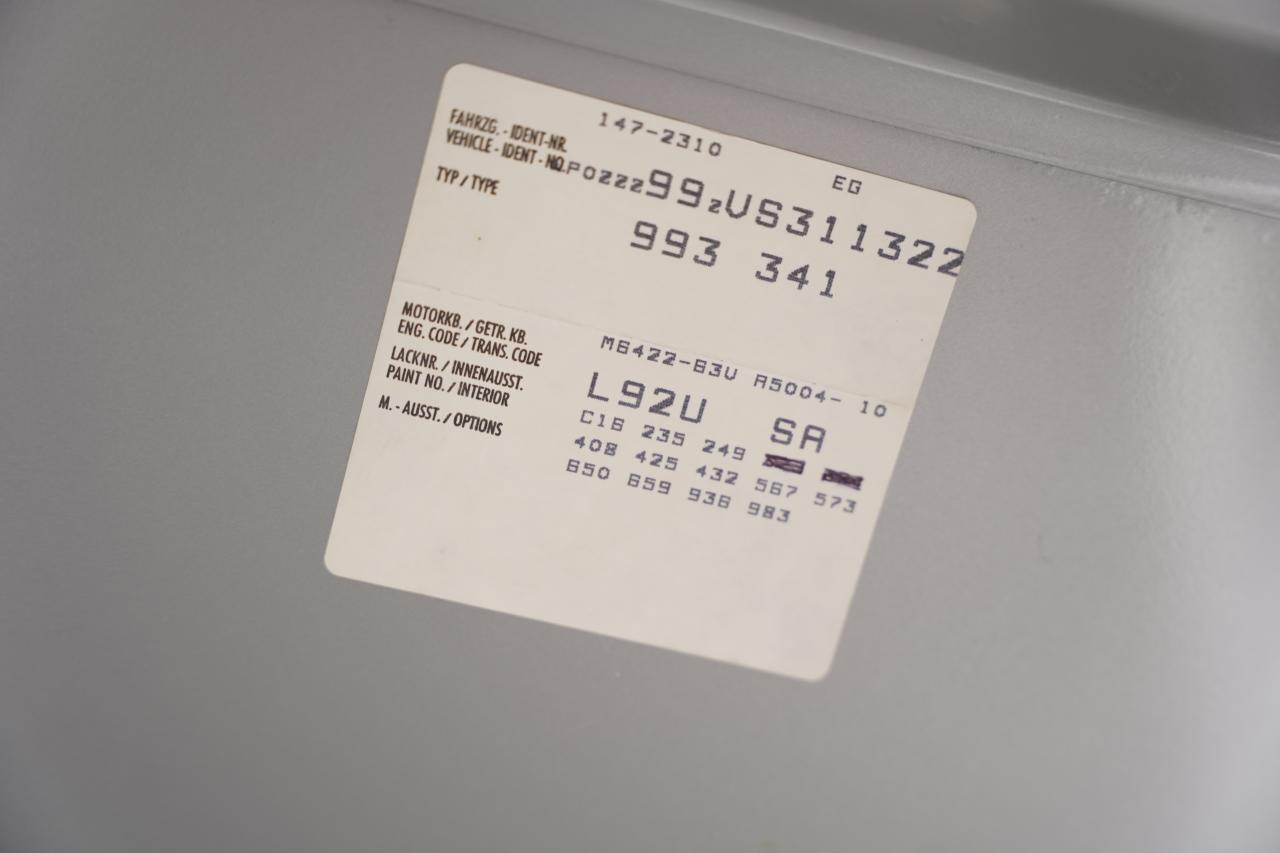 147-2310
EG
FAHRZG. - IDENT-NR.
VEHICLE - IDENT - NO. P0ZZZ99ZVS311322
TYP / TYPE 993 341
MOTORKB. / GETR. KB.
ENG. CODE / TRANS. CODE M6422-63V A5004- 10
LACKNR. / INNENAUSST.
PAINT NO. / INTERIOR L92U SA
M. - AUSST. / OPTIONS C16 235 249
408 425 432 567 573
650 659 936 983